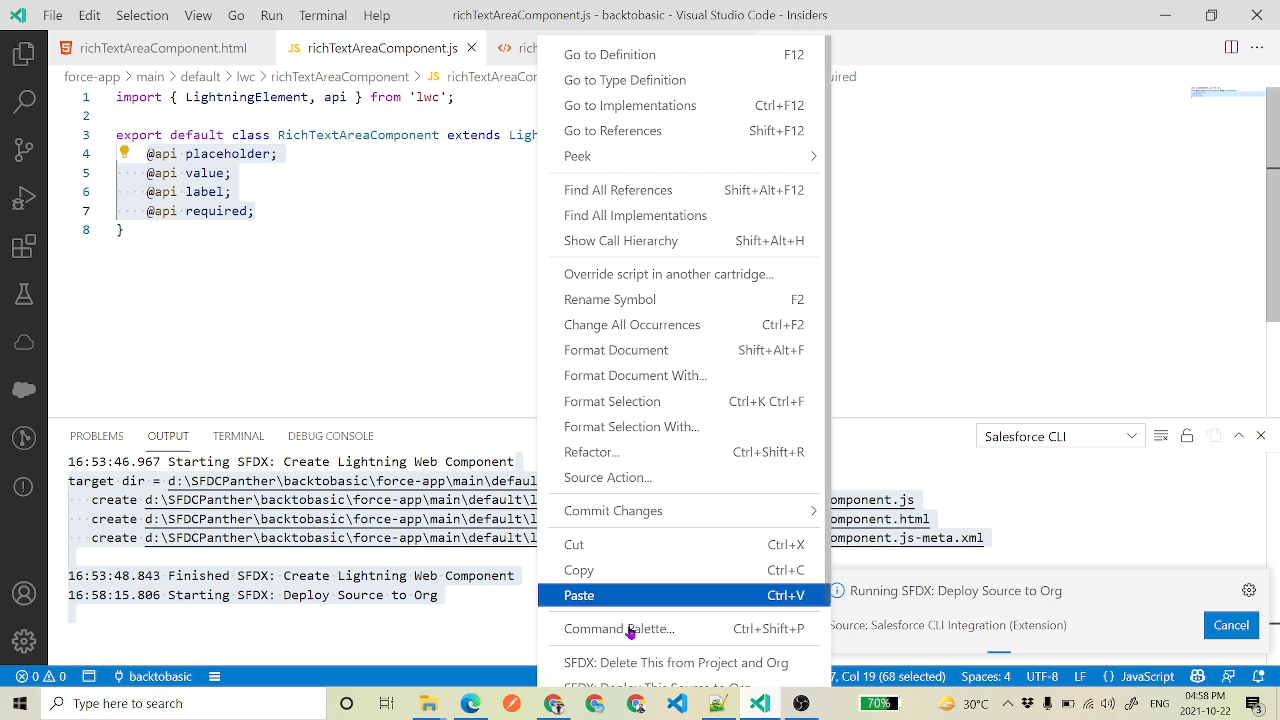 File Edit Selection View Go Run Terminal Help richTextAreaComponent.js - Backtobasic - Visual Studio Code - Insiders
richTextAreaComponent.html JS richTextAreaComponent.js rich
force-app > main > default > lwc > richTextAreaComponent > JS richTextAreaCon
1 import { LightningElement, api } from 'lwc';
2
3 export default class RichTextAreaComponent extends Ligh
4 @api placeholder;
5 @api value;
6 @api label;
7 @api required;
8 }
Go to Definition F12
Go to Type Definition
Go to Implementations Ctrl+F12
Go to References Shift+F12
Peek
Find All References Shift+Alt+F12
Find All Implementations
Show Call Hierarchy Shift+Alt+H
Override script in another cartridge...
Rename Symbol F2
Change All Occurrences Ctrl+F2
Format Document Shift+Alt+F
Format Document With...
Format Selection Ctrl+K Ctrl+F
Format Selection With...
Refactor... Ctrl+Shift+R
Source Action...
Commit Changes
Cut Ctrl+X
Copy Ctrl+C
Paste Ctrl+V
Command Palette... Ctrl+Shift+P
SFDX: Delete This from Project and Org
SFDX: Deploy This Source to Org
PROBLEMS OUTPUT TERMINAL DEBUG CONSOLE Salesforce CLI
16:53:46.967 Starting SFDX: Create Lightning Web Component
target dir = d:\SFDCPanther\backtobasic\force-app\main\defaul
create d:\SFDCPanther\backtobasic\force-app\main\default\l omponent.js
create d:\SFDCPanther\backtobasic\force-app\main\default\l omponent.html
create d:\SFDCPanther\backtobasic\force-app\main\default\l omponent.js-meta.xml
16:53:48.843 Finished SFDX: Create Lightning Web Component
16:58:15.806 Starting SFDX: Deploy Source to Org
Running SFDX: Deploy Source to Org
Source: Salesforce CLI Integration (Extension) Cancel
0 0 Backtobasic 7, Col 19 (68 selected) Spaces: 4 UTF-8 LF {} JavaScript
Type here to search 70% 30°C 04:58 PM 2021-10-22